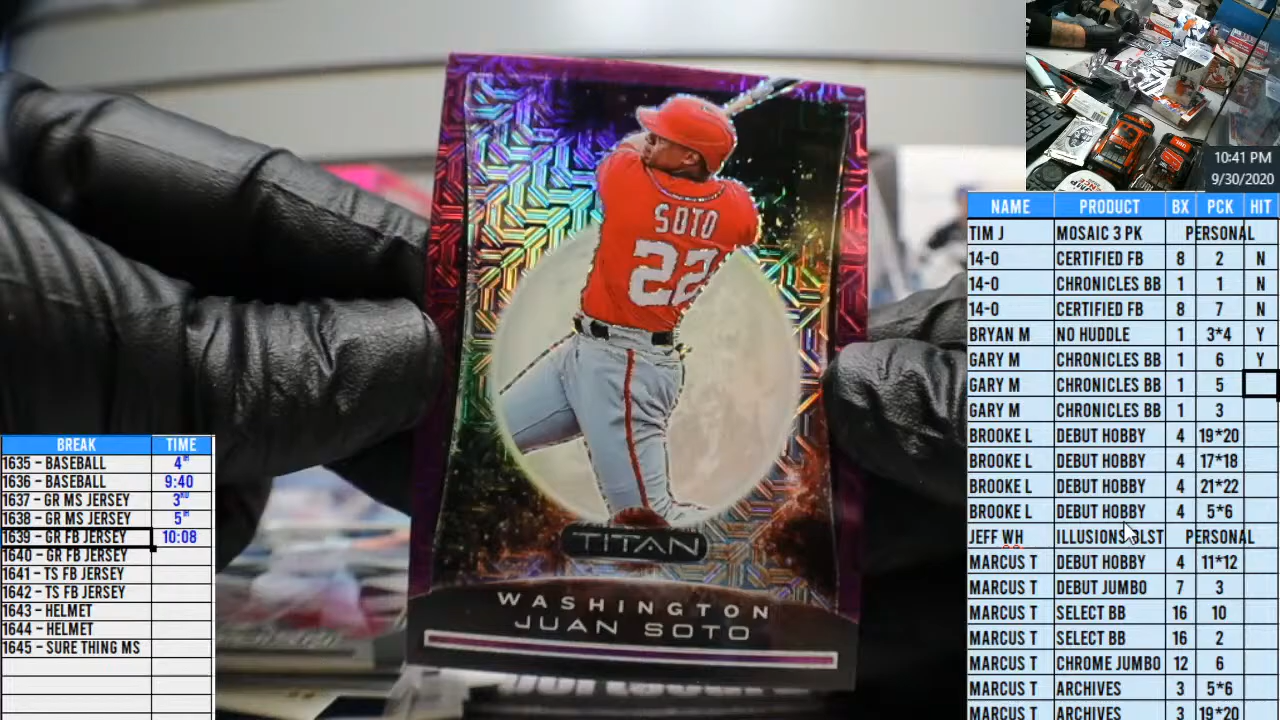 SOTO
22
TITAN
WASHINGTON
JUAN SOTO
10:41 PM
9/30/2020
NAME PRODUCT BX PCK HIT
TIM J MOSAIC 3 PK PERSONAL
14-0 CERTIFIED FB 8 2 N
14-0 CHRONICLES BB 1 1 N
14-0 CERTIFIED FB 8 7 N
BRYAN M NO HUDDLE 1 3*4 Y
GARY M CHRONICLES BB 1 6 Y
GARY M CHRONICLES BB 1 5
GARY M CHRONICLES BB 1 3
BROOKE L DEBUT HOBBY 4 19*20
BROOKE L DEBUT HOBBY 4 17*18
BROOKE L DEBUT HOBBY 4 21*22
BROOKE L DEBUT HOBBY 4 5*6
JEFF WH ILLUSIONS BLST PERSONAL
MARCUS T DEBUT HOBBY 4 11*12
MARCUS T DEBUT JUMBO 7 3
MARCUS T SELECT BB 16 10
MARCUS T SELECT BB 16 2
MARCUS T CHROME JUMBO 12 6
MARCUS T ARCHIVES 3 5*6
MARCUS T ARCHIVES 3 19*20
BREAK TIME
1635 - BASEBALL 4TH
1636 - BASEBALL 9:40
1637 - GR MS JERSEY 3RD
1638 - GR MS JERSEY 5TH
1639 - GR FB JERSEY 10:08
1640 - GR FB JERSEY
1641 - TS FB JERSEY
1642 - TS FB JERSEY
1643 - HELMET
1644 - HELMET
1645 - SURE THING MS